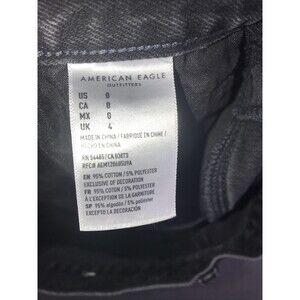 AMERICAN EAGLE
OUTFITTERS
US 0
CA 0
MX 0
UK 4
MADE IN CHINA / FABRIQUÉ EN CHINE /
HECHO EN CHINA
RN 54485/CA 03073
EN: 95% COTTON / 5% POLYESTER
EXCLUSIVE OF DECORATION
FR: 95% COTON / 5% POLYESTER
À L'EXCEPTION DE LA GARNITURE
SP: 95% algodón / 5% poliéster
EXCEPTO LA DECORACIÓN